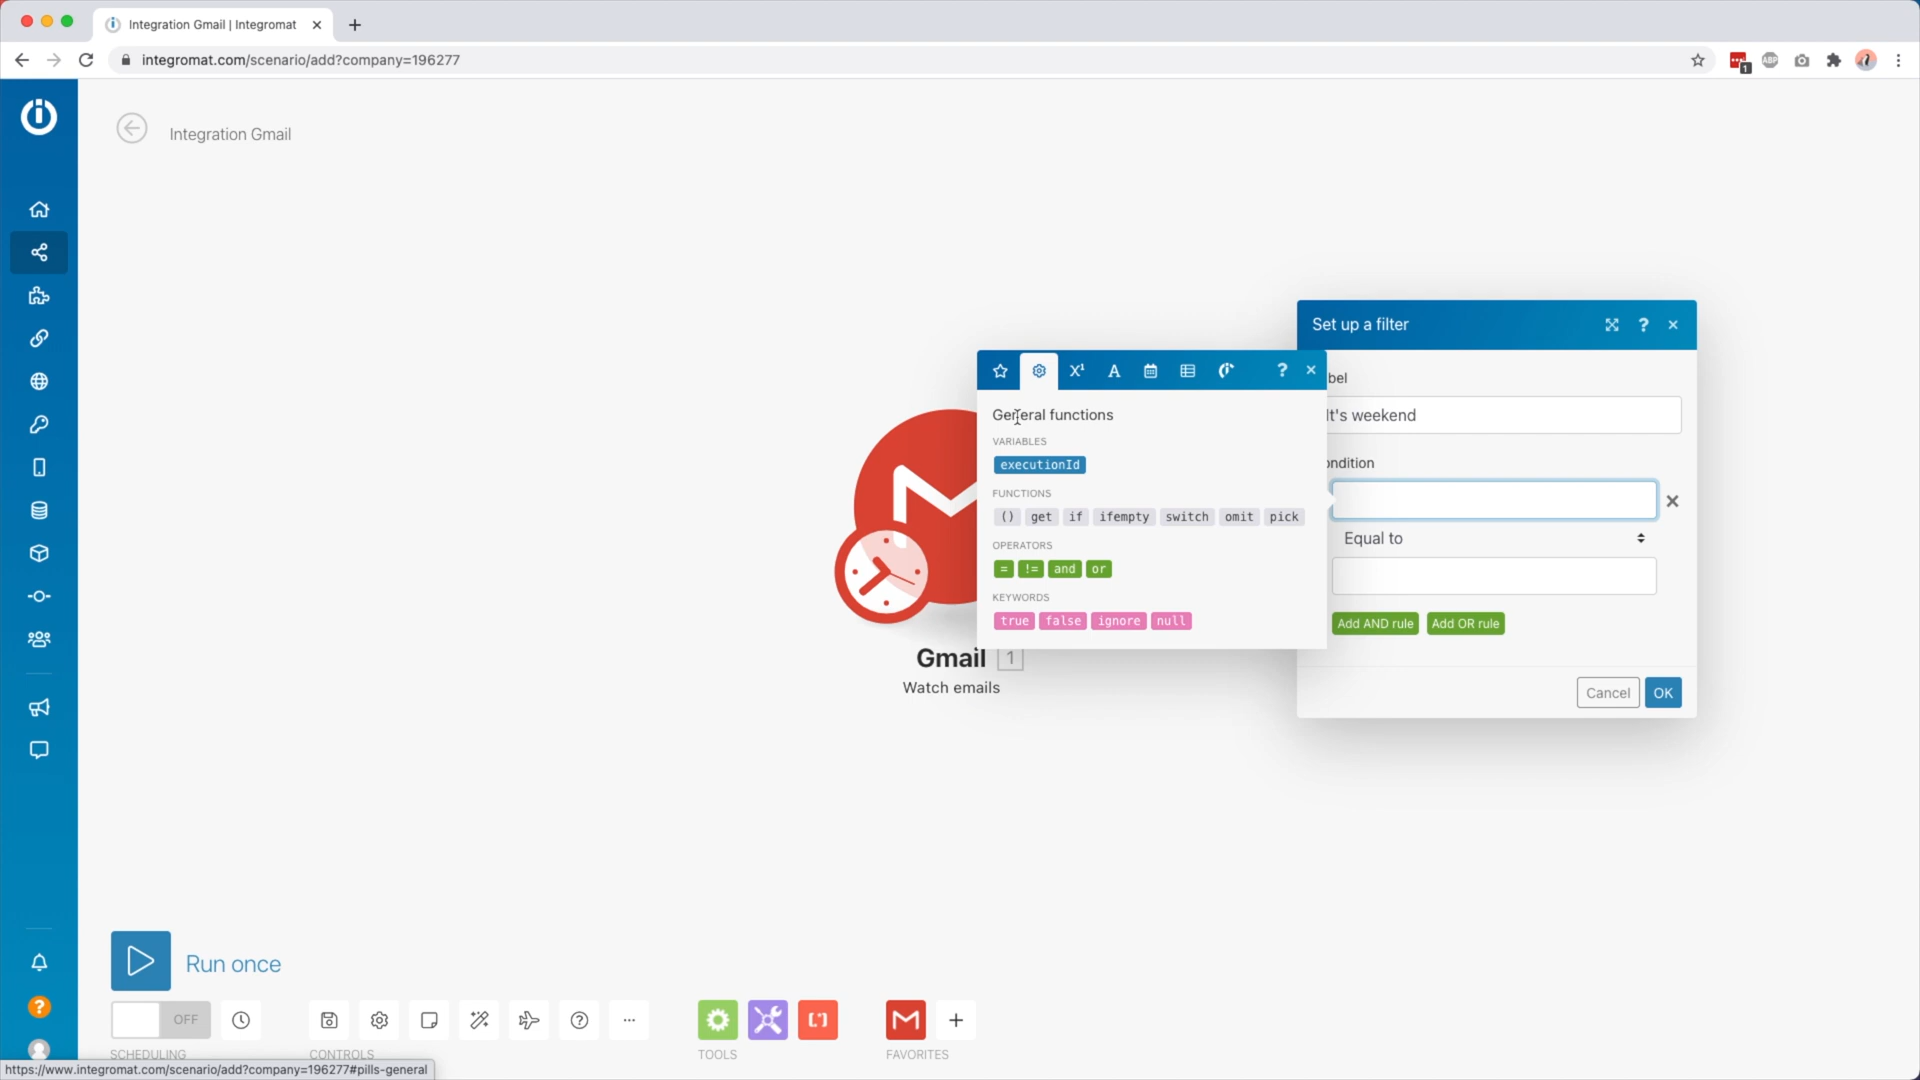 Integration Gmail | Integromat
integromat.com/scenario/add?company=196277
1
ABP
Integration Gmail
Set up a filter
bel
It's weekend
ondition
Equal to
Add AND rule Add OR rule
Cancel OK
General functions
VARIABLES
executionId
FUNCTIONS
() get if ifempty switch omit pick
OPERATORS
= != and or
KEYWORDS
true false ignore null
Gmail 1
Watch emails
Run once
OFF
SCHEDULING CONTROLS TOOLS FAVORITES
https://www.integromat.com/scenario/add?company=196277#pills-general